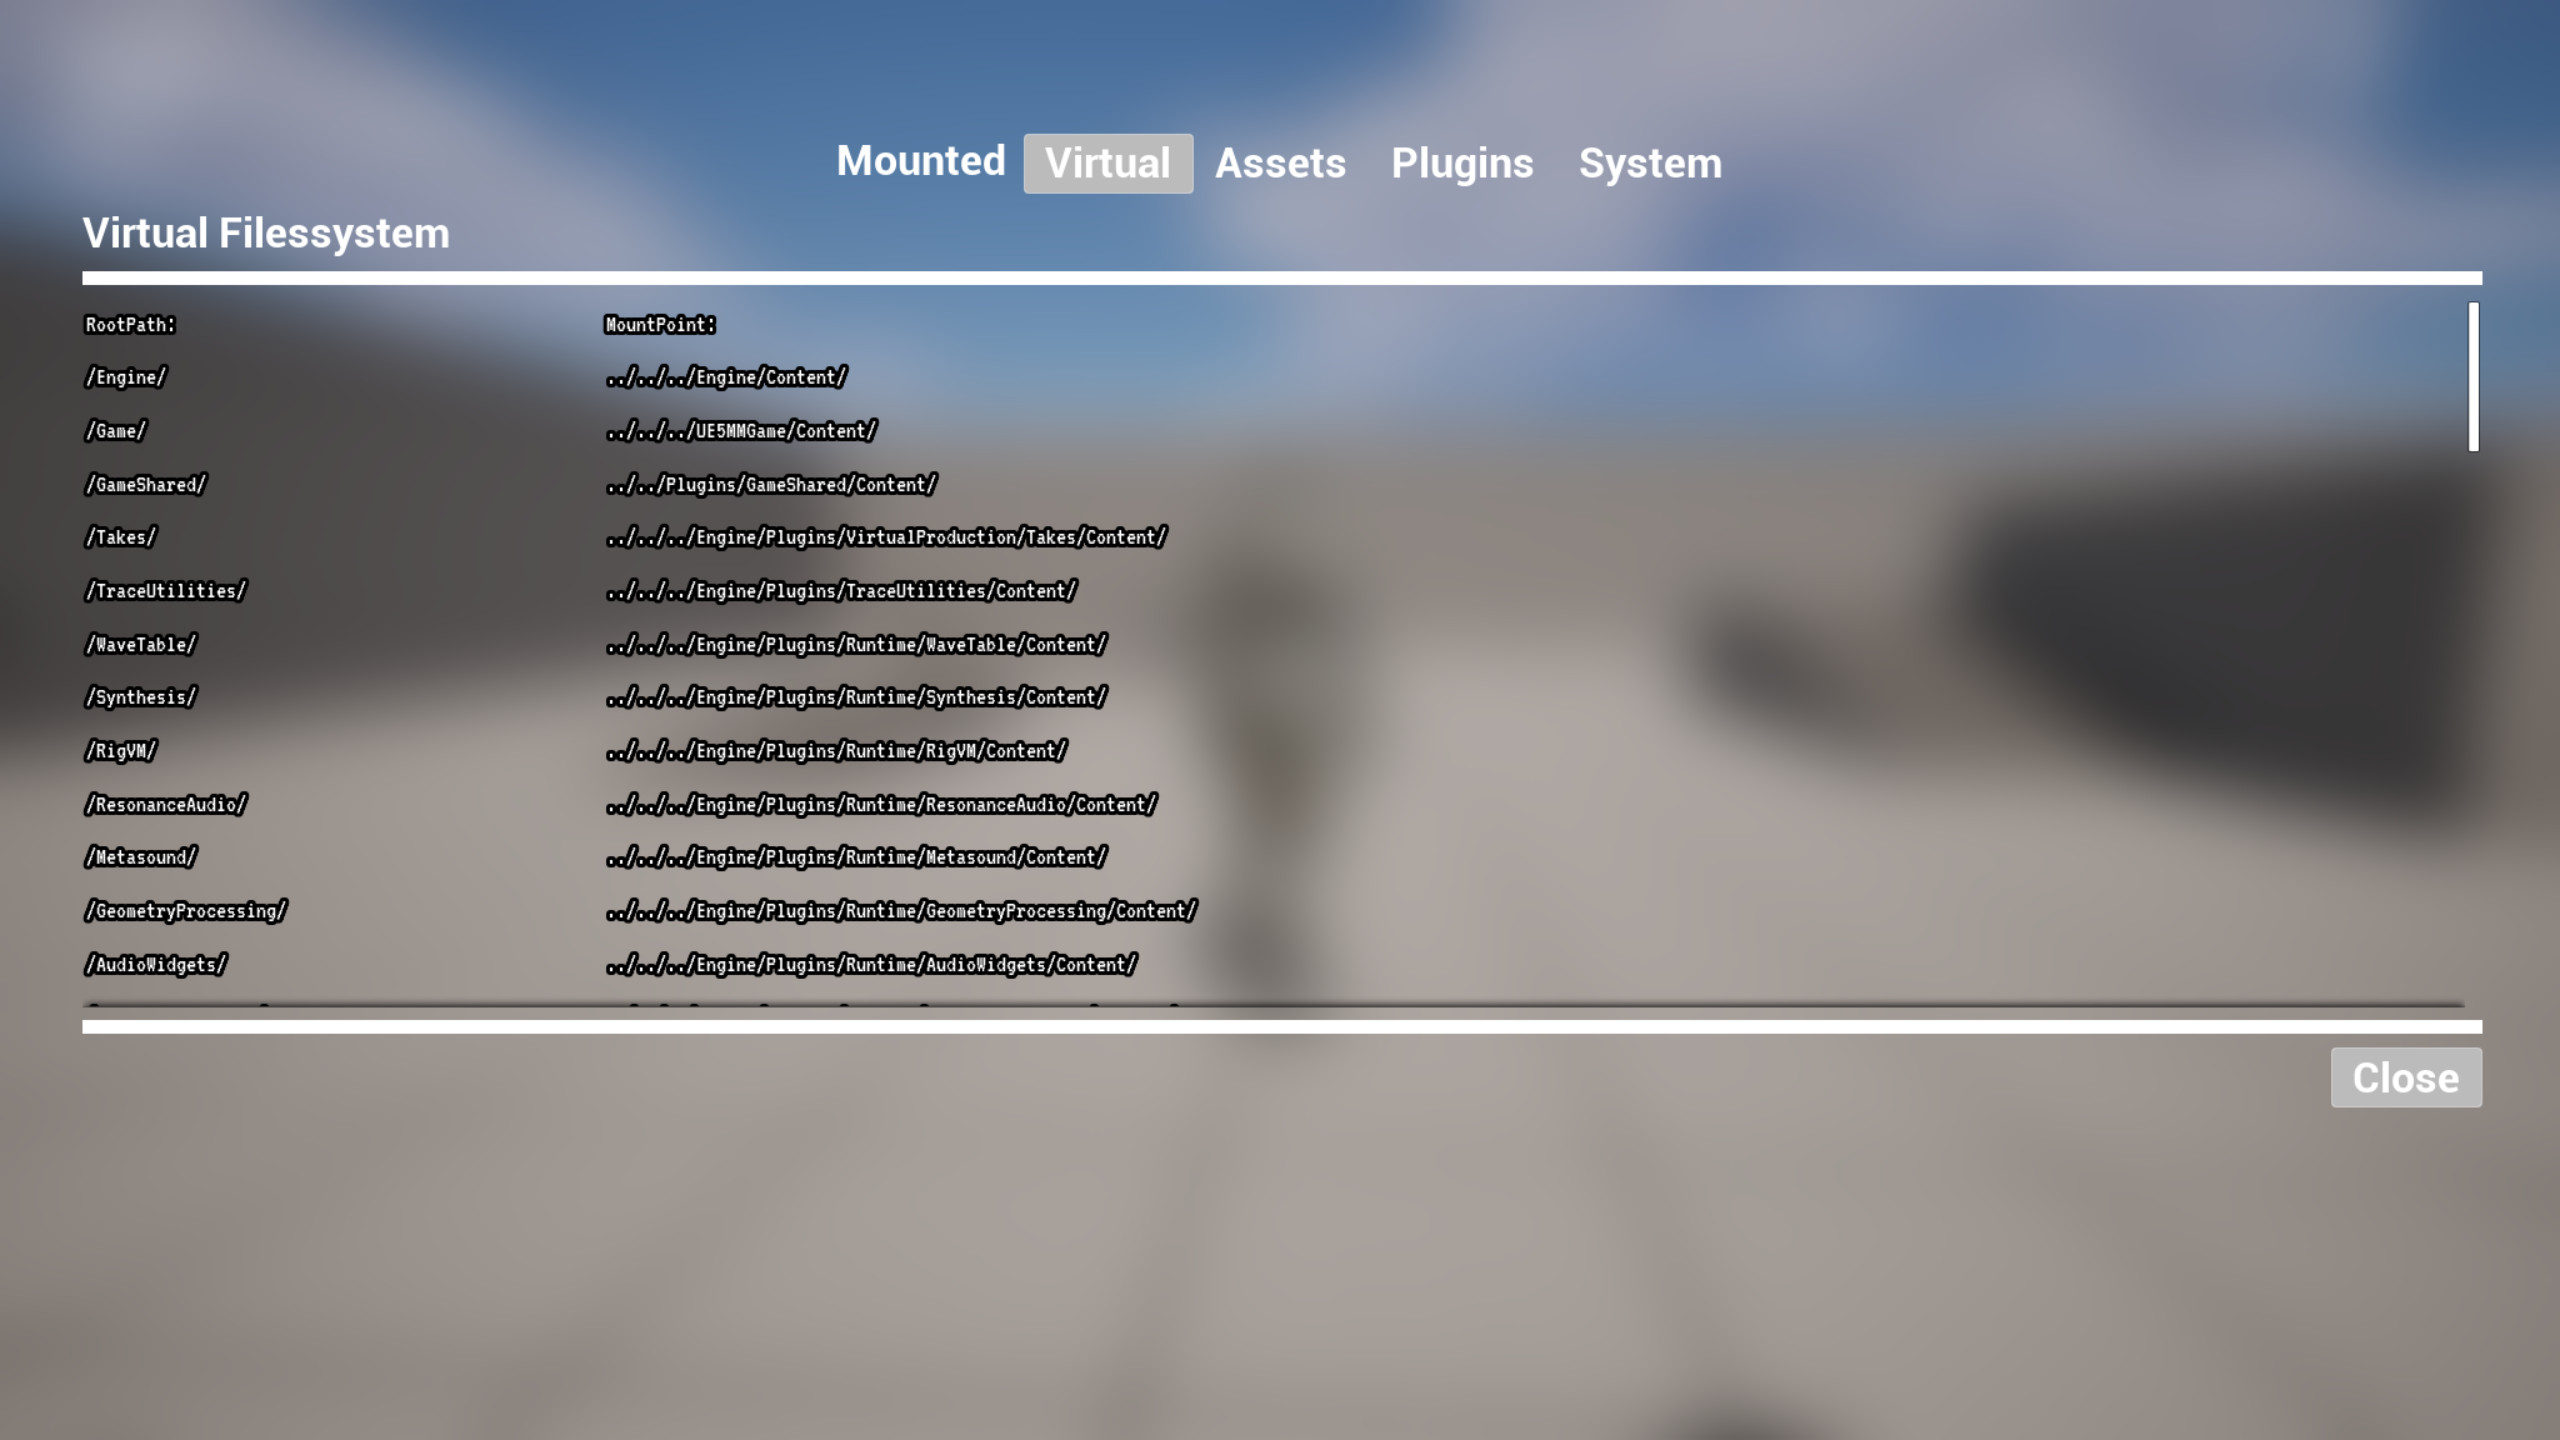 Mounted Virtual Assets Plugins System
Virtual Filessystem
RootPath: MountPoint:
/Engine/ ../../../Engine/Content/
/Game/ ../../../UE5MMGame/Content/
/GameShared/ ../../Plugins/GameShared/Content/
/Takes/ ../../../Engine/Plugins/VirtualProduction/Takes/Content/
/TraceUtilities/ ../../../Engine/Plugins/TraceUtilities/Content/
/WaveTable/ ../../../Engine/Plugins/Runtime/WaveTable/Content/
/Synthesis/ ../../../Engine/Plugins/Runtime/Synthesis/Content/
/RigVM/ ../../../Engine/Plugins/Runtime/RigVM/Content/
/ResonanceAudio/ ../../../Engine/Plugins/Runtime/ResonanceAudio/Content/
/Metasound/ ../../../Engine/Plugins/Runtime/Metasound/Content/
/GeometryProcessing/ ../../../Engine/Plugins/Runtime/GeometryProcessing/Content/
/AudioWidgets/ ../../../Engine/Plugins/Runtime/AudioWidgets/Content/
Close